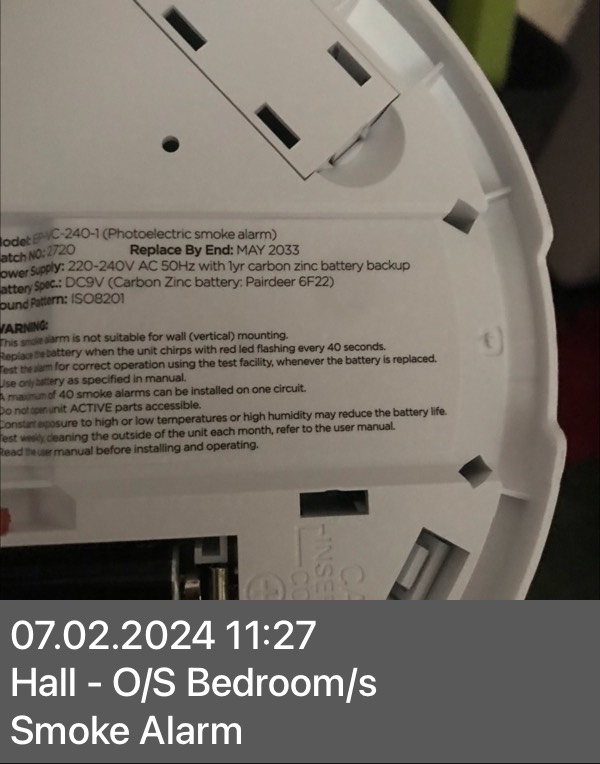 C-240-1 (Photoelectric smoke alarm)
atch NO: 2720 Replace By End: MAY 2033
ower Supply: 220-240V AC 50Hz with 1yr carbon zinc battery backup
attery Spec.: DC9V (Carbon Zinc battery: Pairdeer 6F22)
ound Pattern: ISO8201
WARNING:
This smoke alarm is not suitable for wall (vertical) mounting.
Replace the battery when the unit chirps with red led flashing every 40 seconds.
Test the alarm for correct operation using the test facility, whenever the battery is replaced.
Use only battery as specified in manual.
A maximum of 40 smoke alarms can be installed on one circuit.
Do not open unit ACTIVE parts accessible.
Constant exposure to high or low temperatures or high humidity may reduce the battery life.
Test weekly, cleaning the outside of the unit each month, refer to the user manual.
Read the user manual before installing and operating.
07.02.2024 11:27
Hall - O/S Bedroom/s
Smoke Alarm